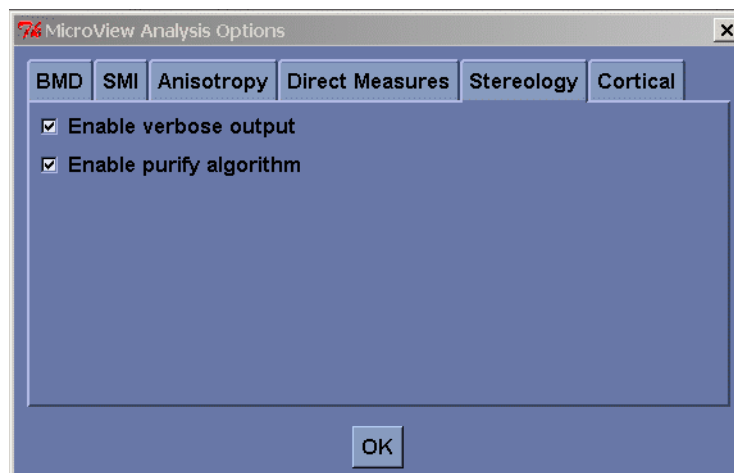 MicroView Analysis Options
BMD SMI Anisotropy Direct Measures Stereology Cortical
Enable verbose output
Enable purify algorithm
OK